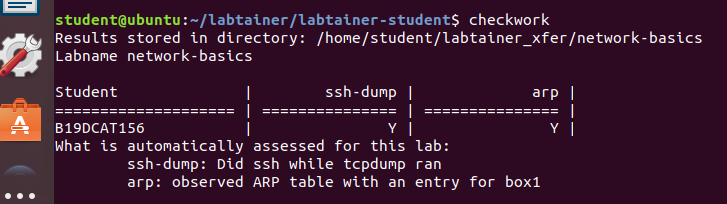 student@ubuntu:~/labtainer/labtainer-student$ checkwork
Results stored in directory: /home/student/labtainer_xfer/network-basics
Labname network-basics

Student              |        ssh-dump |             arp |
==================== | =============== | =============== |
B19DCAT156           |               Y |               Y |
What is automatically assessed for this lab:
        ssh-dump: Did ssh while tcpdump ran
        arp: observed ARP table with an entry for box1